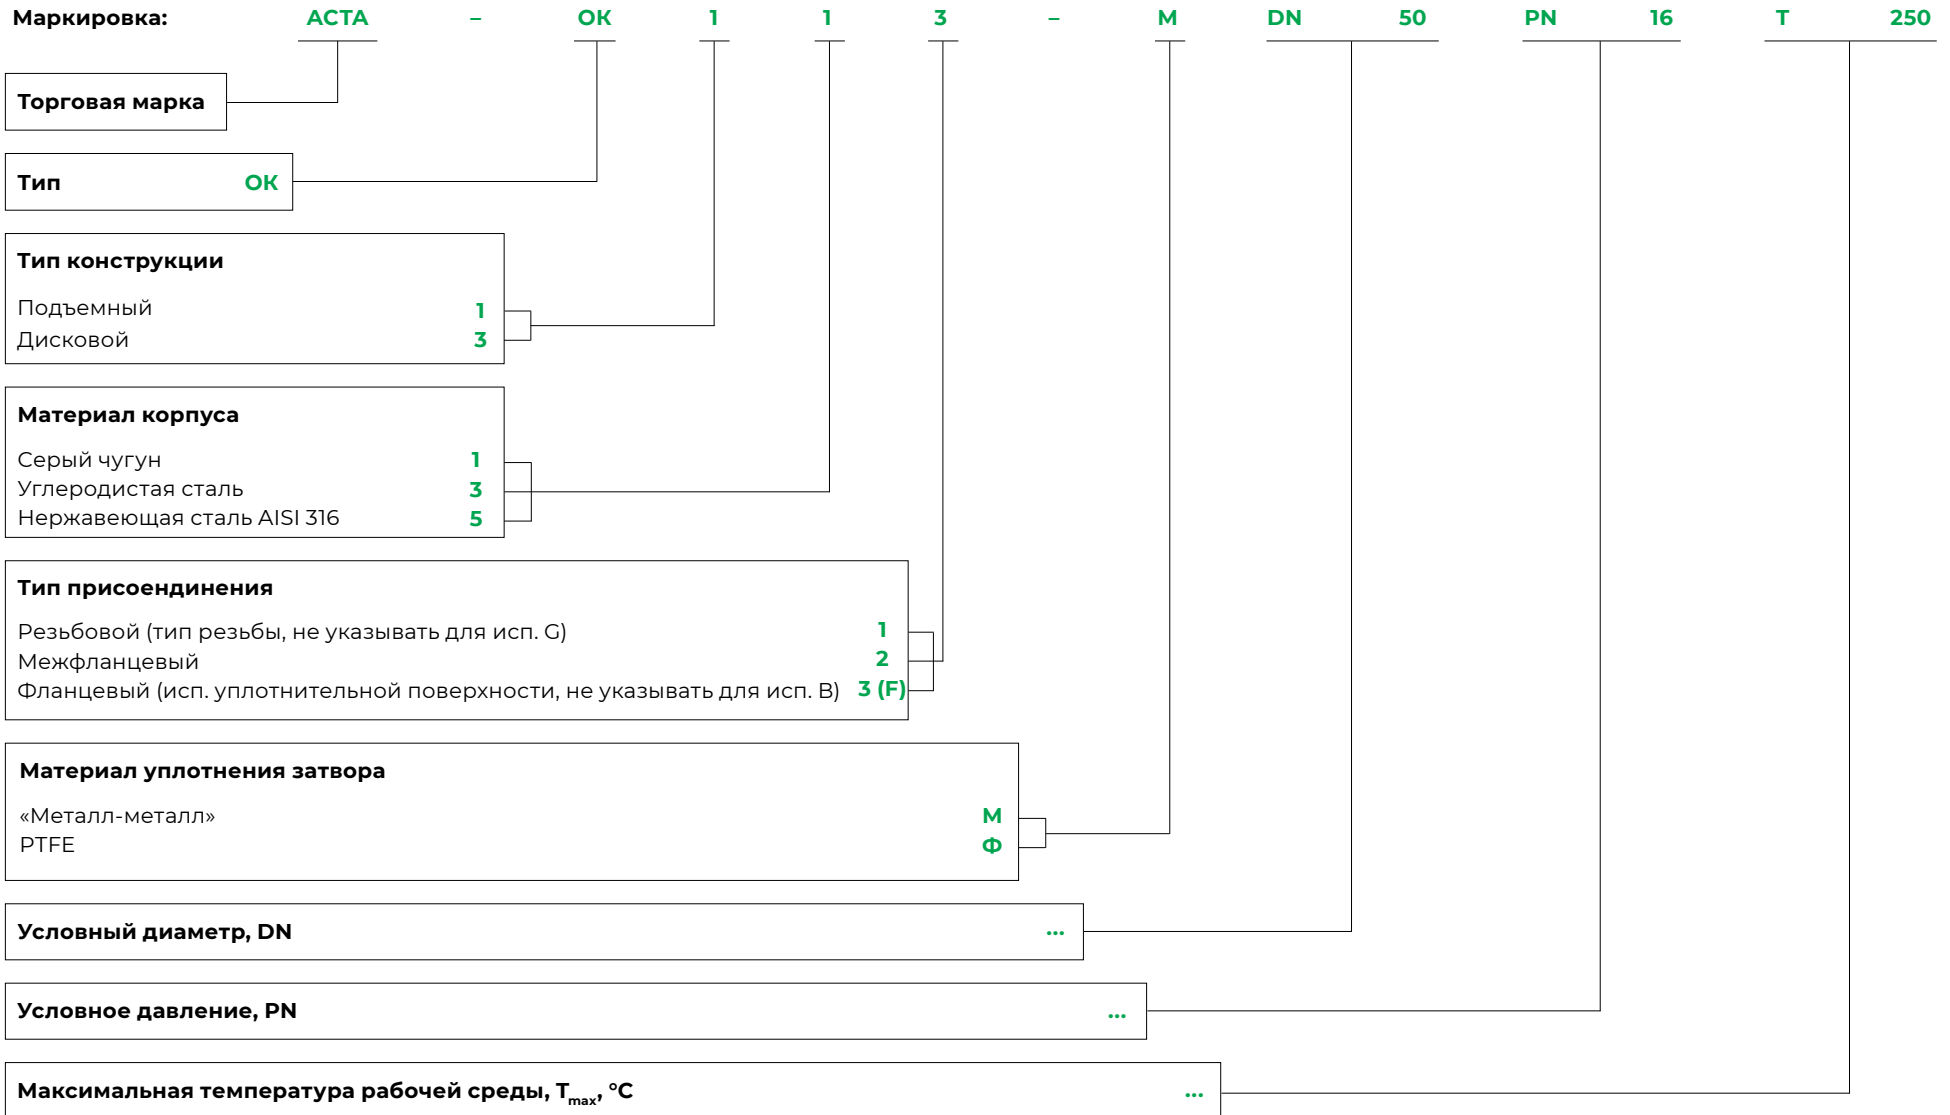 Маркировка: АСТА – ОК 1 1 3 – М DN 50 PN 16 Т 250
Торговая марка
Тип ОК
Тип конструкции
Подъемный 1
Дисковой 3
Материал корпуса
Серый чугун 1
Углеродистая сталь 3
Нержавеющая сталь AISI 316 5
Тип присоендинения
Резьбовой (тип резьбы, не указывать для исп. G) 1
Межфланцевый 2
Фланцевый (исп. уплотнительной поверхности, не указывать для исп. В) 3 (F)
Материал уплотнения затвора
«Металл-металл» М
PTFE Ф
Условный диаметр, DN ...
Условное давление, PN ...
Максимальная температура рабочей среды, Tmax, °С ...